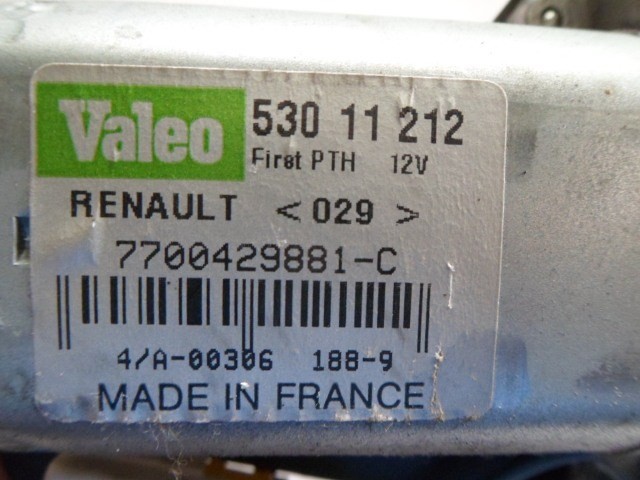 Valeo 530 11 212
First PTH 12V
RENAULT < 029 >
7700429881-C
4/A-00306 188-9
MADE IN FRANCE